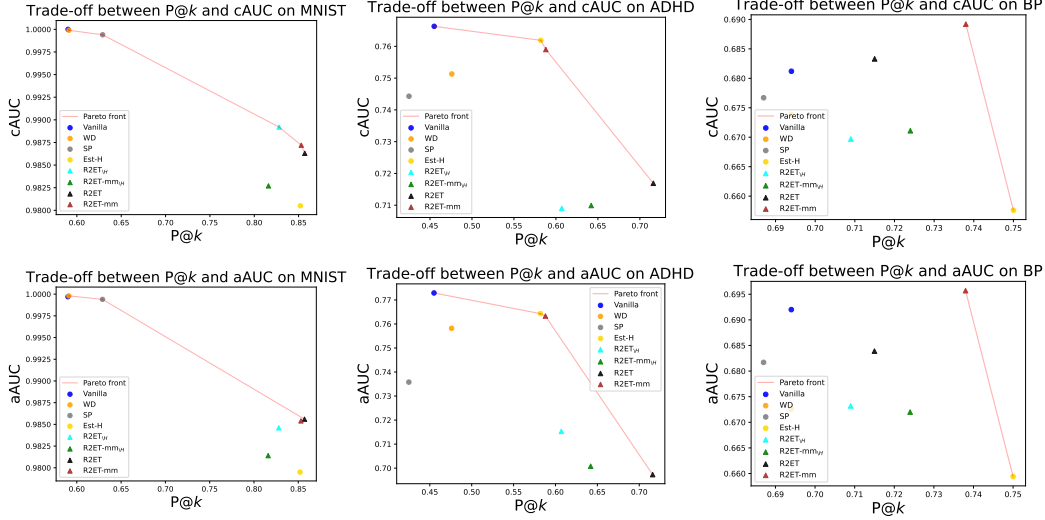 Trade-off between P@k and cAUC on MNIST
1.0000
0.9975
0.9950
0.9925
0.9900
0.9875
0.9850
0.9825
0.9800
cAUC
Pareto front
Vanilla
WD
SP
Est-H
R2ET\H
R2ET-mm\H
R2ET
R2ET-mm
0.60 0.65 0.70 0.75 0.80 0.85
P@k
Trade-off between P@k and cAUC on ADHD
0.76
0.75
0.74
0.73
0.72
0.71
cAUC
Pareto front
Vanilla
WD
SP
Est-H
R2ET\H
R2ET-mm\H
R2ET
R2ET-mm
0.45 0.50 0.55 0.60 0.65 0.70
P@k
Trade-off between P@k and cAUC on BP
0.690
0.685
0.680
0.675
0.670
0.665
0.660
cAUC
Pareto front
Vanilla
WD
SP
Est-H
R2ET\H
R2ET-mm\H
R2ET
R2ET-mm
0.69 0.70 0.71 0.72 0.73 0.74 0.75
P@k
Trade-off between P@k and aAUC on MNIST
1.0000
0.9975
0.9950
0.9925
0.9900
0.9875
0.9850
0.9825
0.9800
aAUC
Pareto front
Vanilla
WD
SP
Est-H
R2ET\H
R2ET-mm\H
R2ET
R2ET-mm
0.60 0.65 0.70 0.75 0.80 0.85
P@k
Trade-off between P@k and aAUC on ADHD
0.77
0.76
0.75
0.74
0.73
0.72
0.71
0.70
aAUC
Pareto front
Vanilla
WD
SP
Est-H
R2ET\H
R2ET-mm\H
R2ET
R2ET-mm
0.45 0.50 0.55 0.60 0.65 0.70
P@k
Trade-off between P@k and aAUC on BP
0.695
0.690
0.685
0.680
0.675
0.670
0.665
0.660
aAUC
Pareto front
Vanilla
WD
SP
Est-H
R2ET\H
R2ET-mm\H
R2ET
R2ET-mm
0.69 0.70 0.71 0.72 0.73 0.74 0.75
P@k